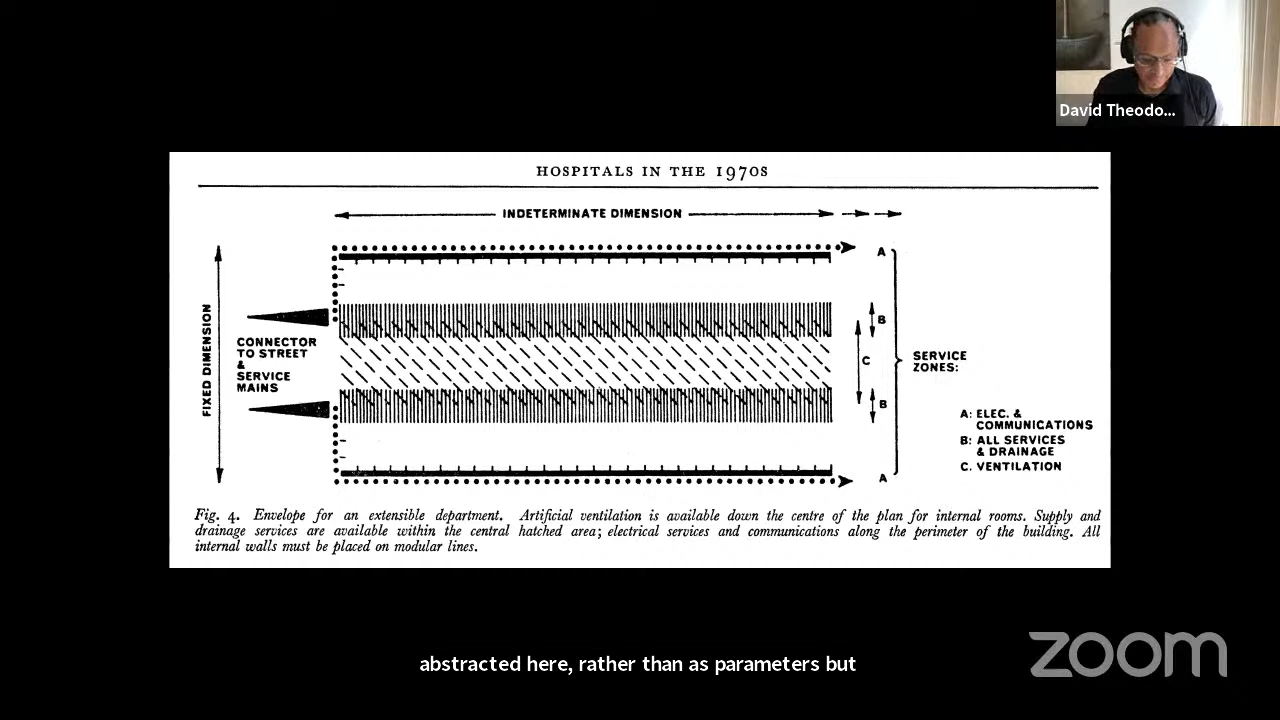 David Theodo...
HOSPITALS IN THE 1970S
INDETERMINATE DIMENSION
A
FIXED DIMENSION
B
CONNECTOR
TO STREET
&
SERVICE
MAINS
C
SERVICE
ZONES:
B
A: ELEC. &
COMMUNICATIONS
B: ALL SERVICES
& DRAINAGE
C. VENTILATION
A
Fig. 4. Envelope for an extensible department. Artificial ventilation is available down the centre of the plan for internal rooms. Supply and
drainage services are available within the central hatched area; electrical services and communications along the perimeter of the building. All
internal walls must be placed on modular lines.
abstracted here, rather than as parameters but
zoom